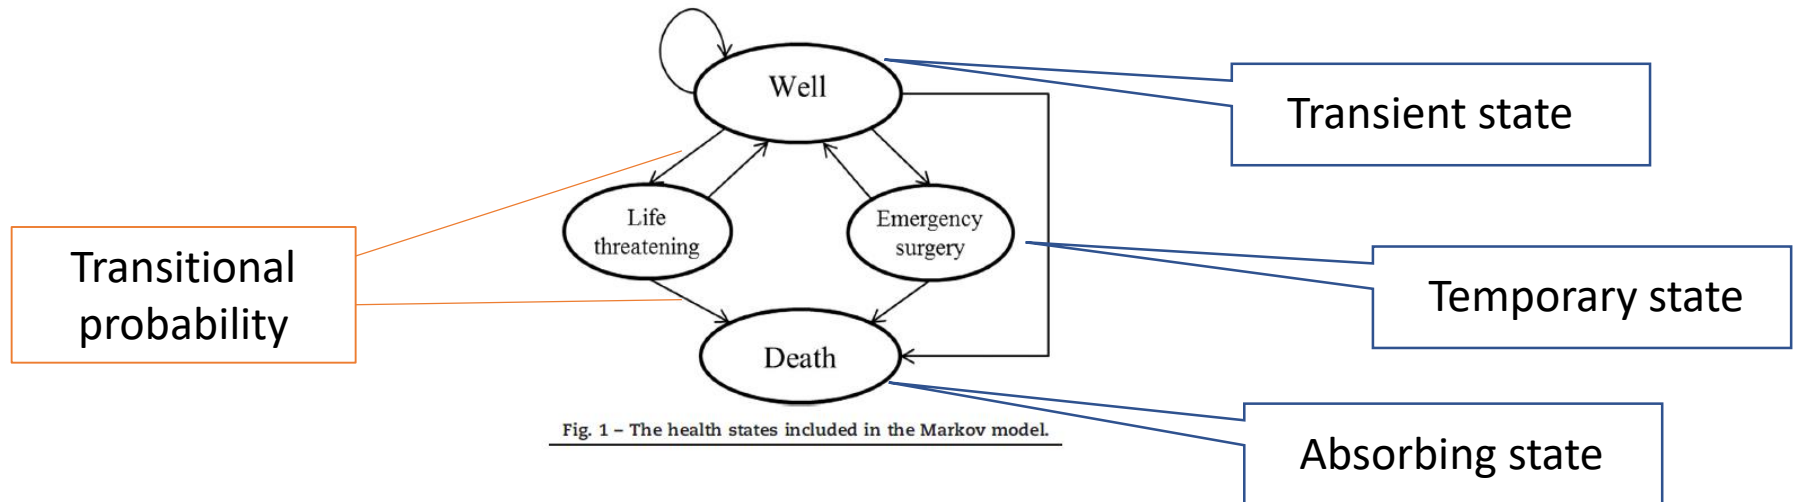 Well
Transient state
Life
threatening
Emergency
surgery
Transitional
probability
Temporary state
Death
Fig. 1 – The health states included in the Markov model.
Absorbing state